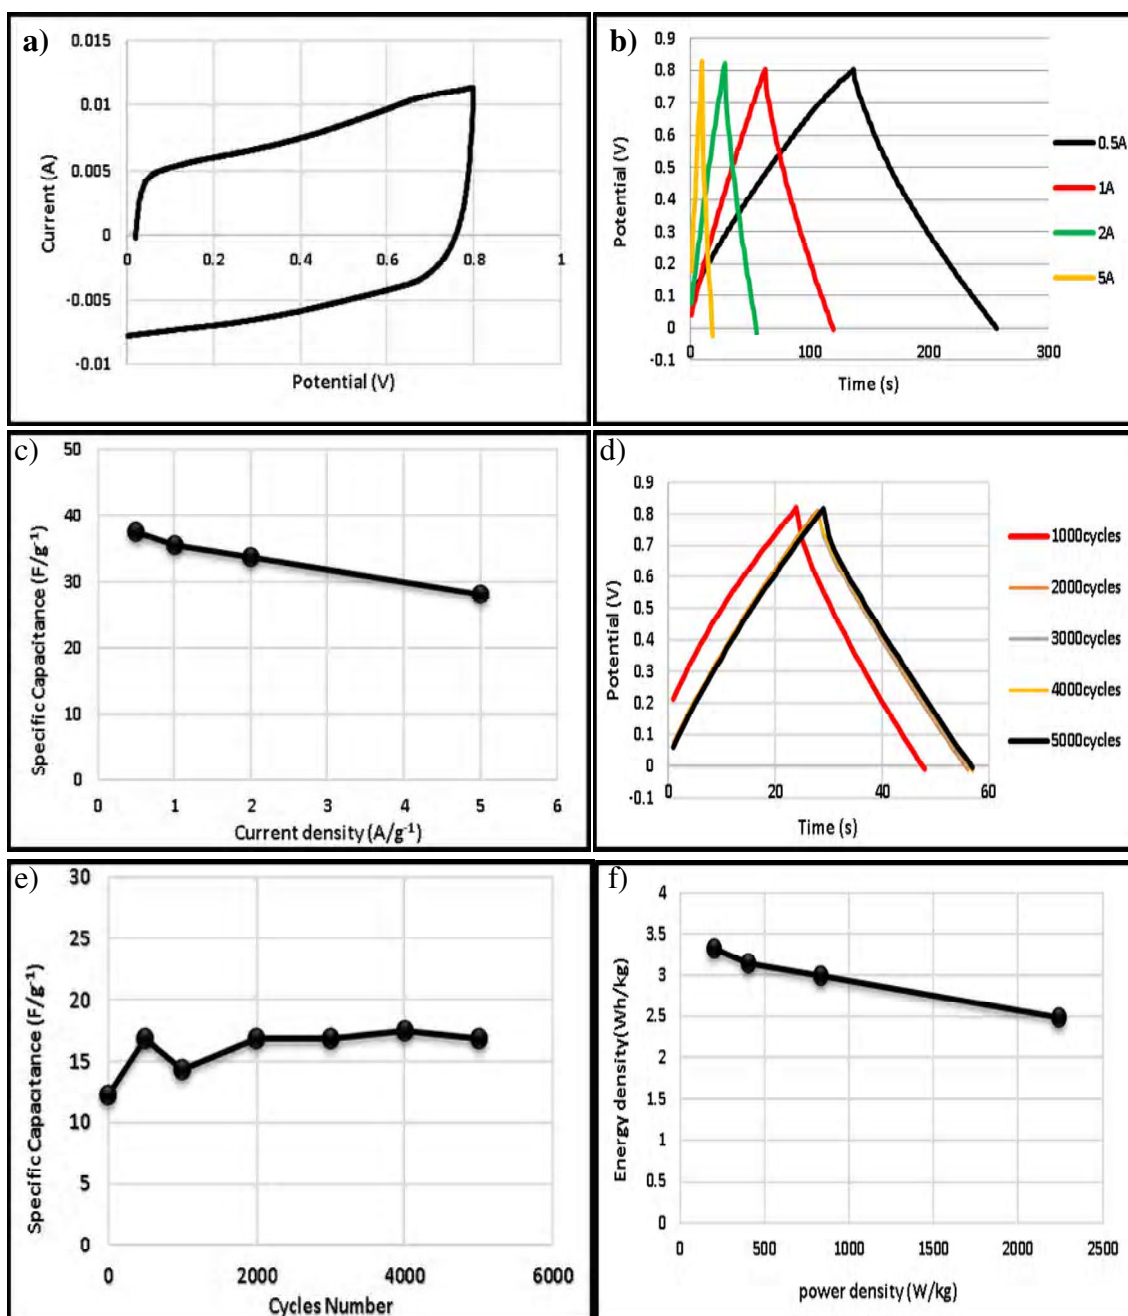 a)
0.015
0.01
0.005
0
-0.005
-0.01
0.2
0.4
0.6
0.8
1
Current (A)
Potential (V)
b)
0.9
0.8
0.7
0.6
0.5
0.4
0.3
0.2
0.1
0
-0.1
0
100
200
300
Potential (V)
Time (s)
0.5A
1A
2A
5A
c)
50
40
30
20
10
0
0
1
2
3
4
5
6
Specific Capacitance (F/g⁻¹)
Current density (A/g⁻¹)
d)
0.9
0.8
0.7
0.6
0.5
0.4
0.3
0.2
0.1
0
-0.1
0
20
40
60
Potential (V)
Time (s)
1000cycles
2000cycles
3000cycles
4000cycles
5000cycles
e)
30
25
20
15
10
5
0
0
2000
4000
6000
Specific Capacitance (F/g⁻¹)
Cycles Number
f)
4
3.5
3
2.5
2
1.5
1
0.5
0
0
500
1000
1500
2000
2500
Energy density(Wh/kg)
power density(W/kg)